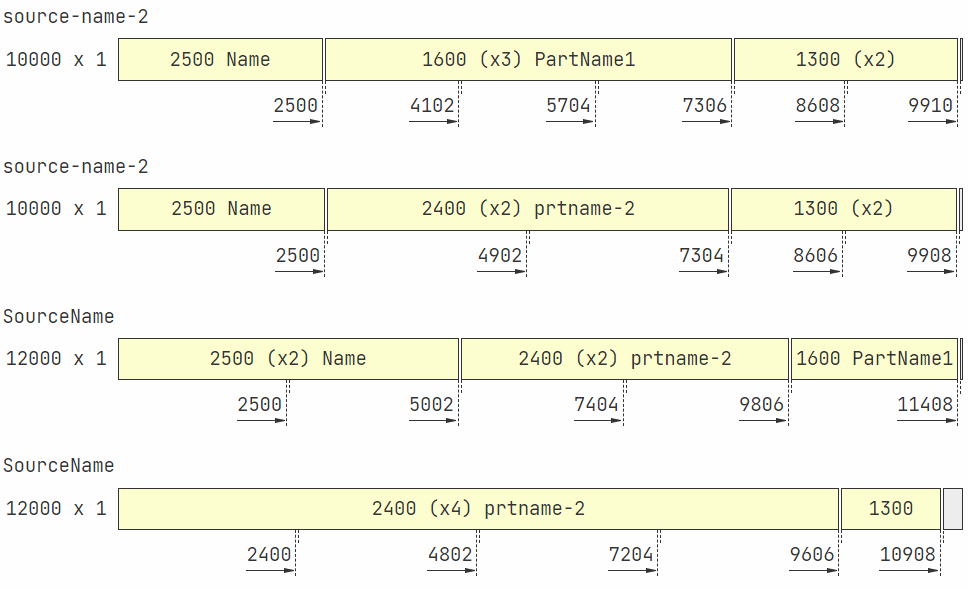 source-name-2
10000 x 1 2500 Name 1600 (x3) PartName1 1300 (x2)
2500 4102 5704 7306 8608 9910
source-name-2
10000 x 1 2500 Name 2400 (x2) prtname-2 1300 (x2)
2500 4902 7304 8606 9908
SourceName
12000 x 1 2500 (x2) Name 2400 (x2) prtname-2 1600 PartName1
2500 5002 7404 9806 11408
SourceName
12000 x 1 2400 (x4) prtname-2 1300
2400 4802 7204 9606 10908